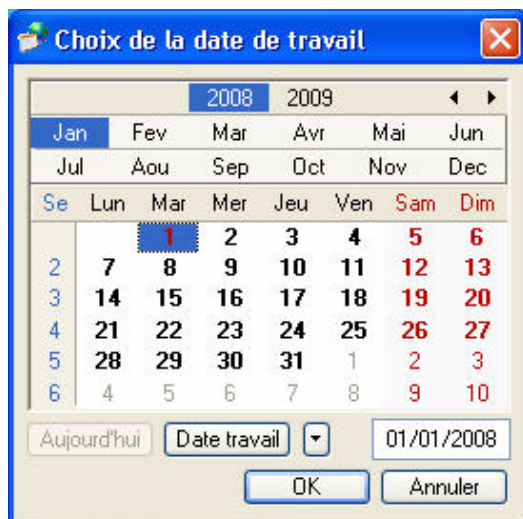 Choix de la date de travail
2008 2009
Jan Fev Mar Avr Mai Jun
Jul Aou Sep Oct Nov Dec
Se Lun Mar Mer Jeu Ven Sam Dim
1 2 3 4 5 6
2 7 8 9 10 11 12 13
3 14 15 16 17 18 19 20
4 21 22 23 24 25 26 27
5 28 29 30 31 1 2 3
6 4 5 6 7 8 9 10
Aujourd'hui Date travail 01/01/2008
OK Annuler